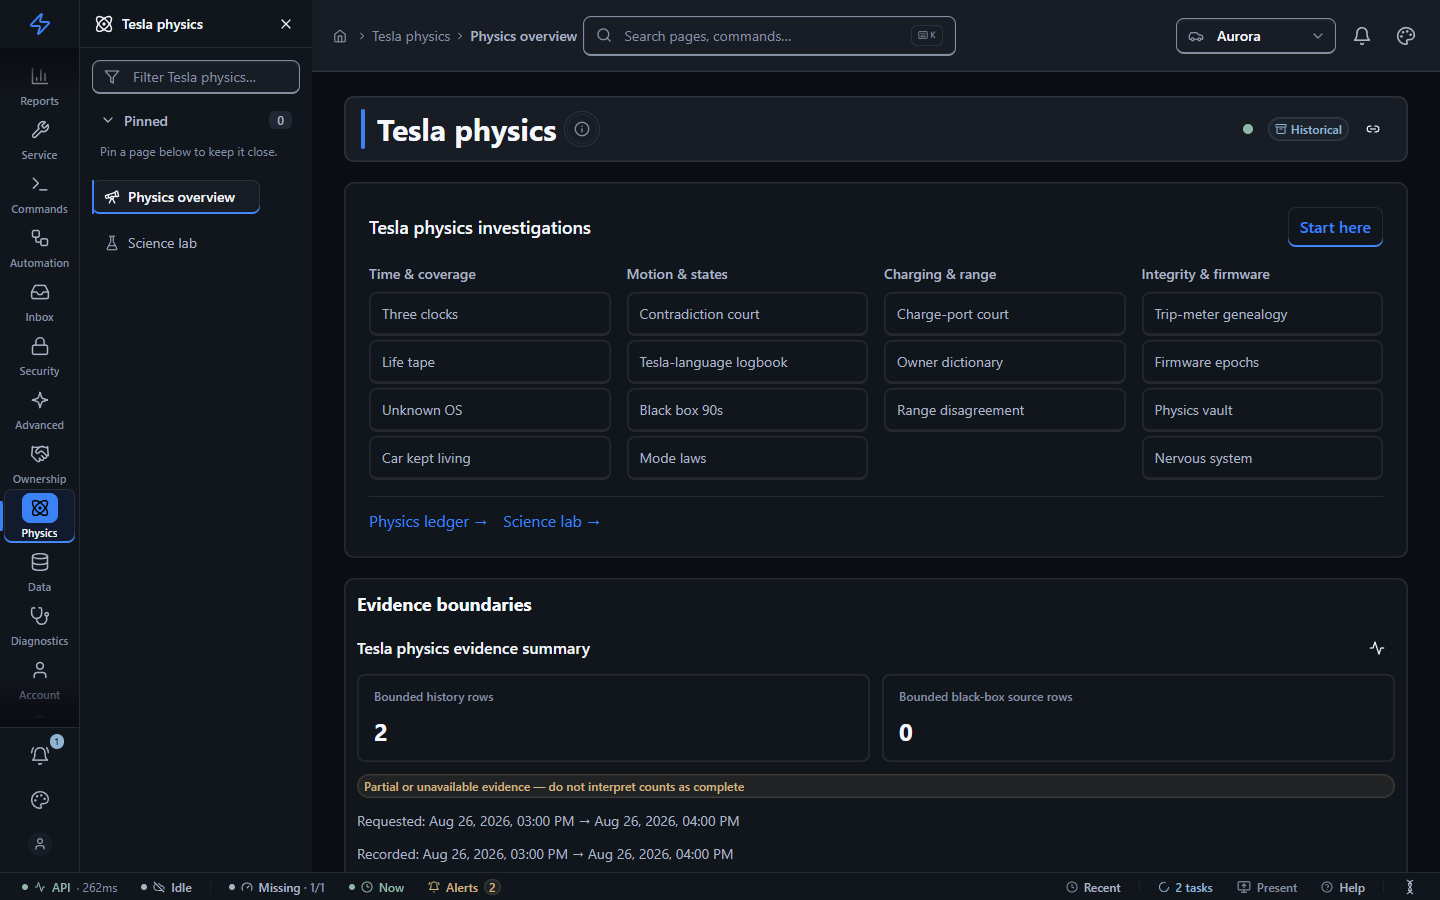 Reports
Service
Commands
Automation
Inbox
Security
Advanced
Ownership
Physics
Data
Diagnostics
Account
1
Tesla physics
Filter Tesla physics...
Pinned 0
Pin a page below to keep it close.
Physics overview
Science lab
Tesla physics Physics overview
Search pages, commands... K
Aurora
Tesla physics
Historical
Tesla physics investigations
Start here
Time & coverage
Three clocks
Life tape
Unknown OS
Car kept living
Motion & states
Contradiction court
Tesla-language logbook
Black box 90s
Mode laws
Charging & range
Charge-port court
Owner dictionary
Range disagreement
Integrity & firmware
Trip-meter genealogy
Firmware epochs
Physics vault
Nervous system
Physics ledger → Science lab →
Evidence boundaries
Tesla physics evidence summary
Bounded history rows
2
Bounded black-box source rows
0
Partial or unavailable evidence — do not interpret counts as complete
Requested: Aug 26, 2026, 03:00 PM → Aug 26, 2026, 04:00 PM
Recorded: Aug 26, 2026, 03:00 PM → Aug 26, 2026, 04:00 PM
API · 262ms Idle Missing · 1/1 Now Alerts 2 Recent 2 tasks Present Help